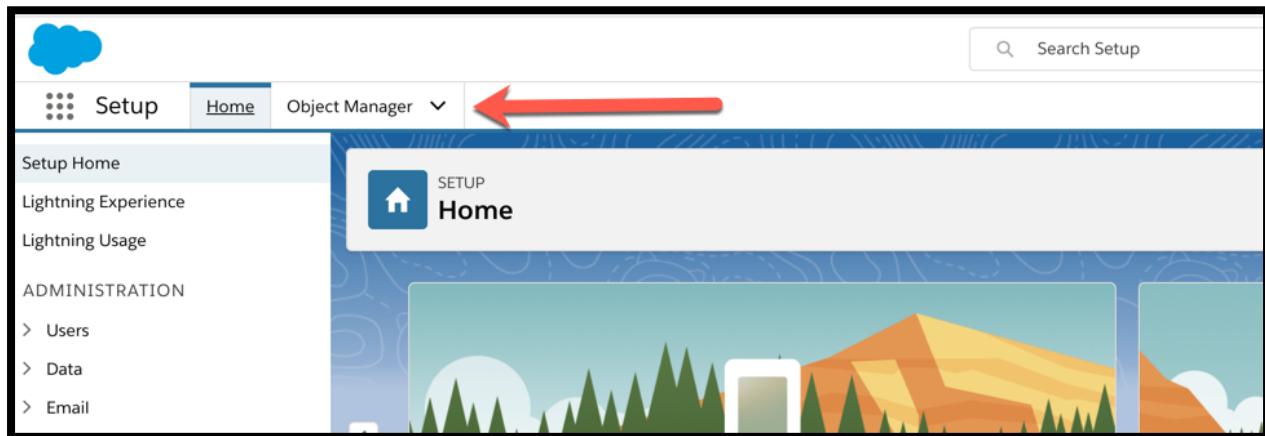 Search Setup
Setup Home Object Manager
Setup Home
Lightning Experience
Lightning Usage
SETUP
Home
ADMINISTRATION
Users
Data
Email